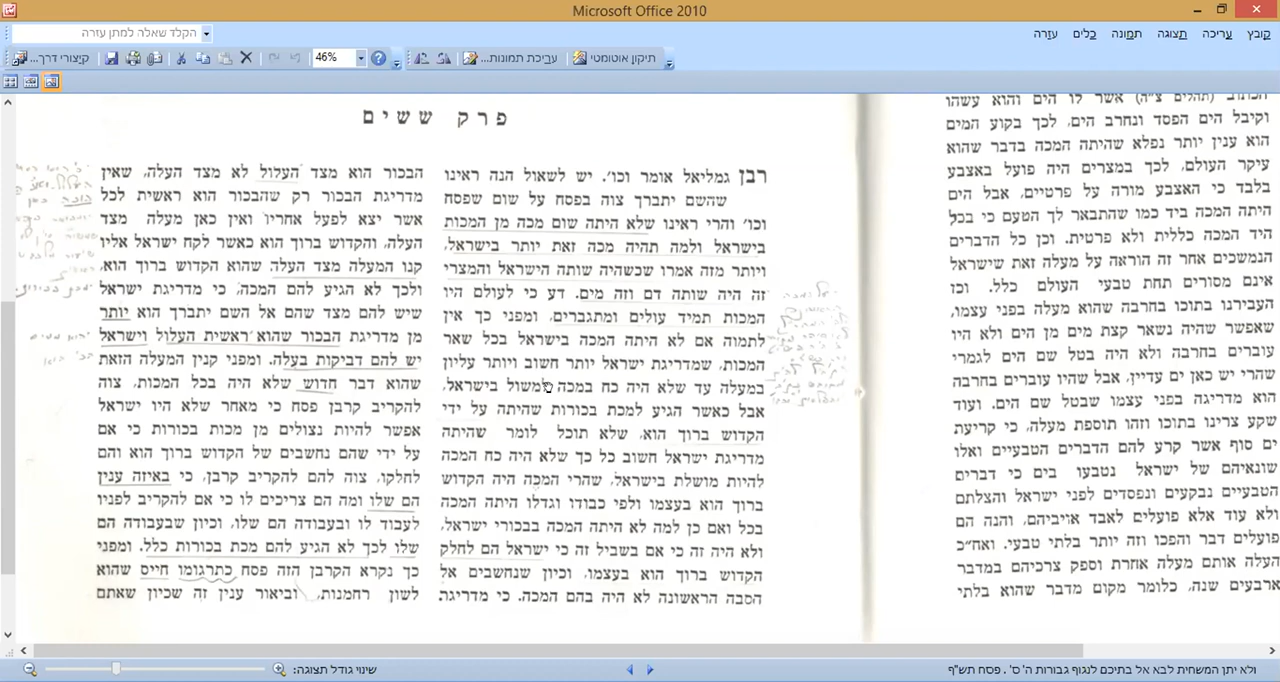 Microsoft Office 2010
קובץ עריכה תצוגה תמונה כלים עזרה
הקלד שאלה למתן עזרה
תיקון אוטומטי
עריכת תמונות...
46%
קיצורי דרך...
הכתוב (תהלים צ"ה) אשר לו הים והוא עשהו
וקיבל הים הפסד ונחרב הים, לכך בקוע המים
הוא ענין יותר נפלא שהיתה המכה בדבר שהוא
עיקר העולם, לכך במצרים היה פועל באצבע
בלבד כי האצבע מורה על פרטיים, אבל הים
היתה המכה ביד כמו שהתבאר לך הטעם כי בכל
היד המכה כללית ולא פרטית. וכן כל הדברים
הנמשכים אחר זה הוראה על מעלה זאת שישראל
אינם מסורים תחת טבעי העולם כלל. וכן
העבירנו בתוכו בחרבה שהוא מעלה בפני עצמו,
שאפשר שהיה נשאר קצת מים מן הים ולא היו
עוברים בחרבה ולא היה בטל שם הים לגמרי
שהרי יש כאן ים עדיין, אבל שהיו עוברים בחרבה
הוא מדריגה בפני עצמו שבטל שם הים. ועוד
שקע צרינו בתוכו וזהו תוספת מעלה, כי קריעת
ים סוף אשר קרע להם הדברים הטבעיים ואלו
שונאיהם של ישראל נטבעו בים כי דברים
הטבעיים נבקעים ונפסדים לפני ישראל והצלתם
ולא עוד אלא פועלים לאבד אויביהם, והנה הם
פועלים דבר והפכו וזה יותר בלתי טבעי. ואח"כ
העלה אותם מעלה אחרת וספק צרכיהם במדבר
ארבעים שנה, כלומר מקום מדבר שהוא בלתי
פרק ששים
רבן גמליאל אומר וכו'. יש לשאול הנה ראינו
שהשם יתברך צוה בפסח על שום שפסח
וכו' והרי ראינו שלא היתה שום מכה מן המכות
בישראל ולמה תהיה מכה זאת יותר בישראל,
ויותר מזה אמרו שכשהיה שותה הישראל והמצרי
זה היה שותה דם וזה מים. דע כי לעולם היו
המכות תמיד עולים ומתגברים, ומפני כך אין
לתמוה אם לא היתה המכה בישראל בכל שאר
המכות, שמדריגת ישראל יותר חשוב ויותר עליון
במעלה עד שלא היה כח במכה למשול בישראל,
אבל כאשר הגיע למכת בכורות שהיתה על ידי
הקדוש ברוך הוא, שלא תוכל לומר שהיתה
מדריגת ישראל חשוב כל כך שלא היה כח המכה
להיות מושלת בישראל, שהרי המכה היה הקדוש
ברוך הוא בעצמו ולפי כבודו וגדלו היתה המכה
בכל ואם כן למה לא היתה המכה בבכורי ישראל,
ולא היה זה כי אם בשביל זה כי ישראל הם לחלק
הקדוש ברוך הוא בעצמו, וכיון שנחשבים אל
הסבה הראשונה לא היה בהם המכה. כי מדריגת
הבכור הוא מצד העלול לא מצד העלה, שאין
מדריגת הבכור רק שהבכור הוא ראשית לכל
אשר יצא לפעל אחריו ואין כאן מעלה מצד
העלה, והקדוש ברוך הוא כאשר לקח ישראל אליו
קנו המעלה מצד העלה שהוא הקדוש ברוך הוא,
ולכך לא הגיע להם המכה, כי מדריגת ישראל
שיש להם מצד שהם אל השם יתברך הוא יותר
מן מדריגת הבכור שהוא ראשית העלול וישראל
יש להם דביקות בעלה. ומפני קנין המעלה הזאת
שהוא דבר חדוש שלא היה בכל המכות, צוה
להקריב קרבן פסח כי מאחר שלא היו ישראל
אפשר להיות נצולים מן מכות בכורות כי אם
על ידי שהם נחשבים של הקדוש ברוך הוא והם
לחלקו, צוה להם להקריב קרבן, כי באיזה ענין
הם שלו ומה הם צריכים לו כי אם להקריב לפניו
לעבוד לו ובעבודה הם שלו, וכיון שבעבודה הם
שלו לכך לא הגיע להם מכת בכורות כלל. ומפני
כך נקרא הקרבן הזה פסח כתרגומו חייס שהוא
לשון רחמנות, וביאור ענין זה שכיון שאתם
ולא יתן המשחית לבא אל בתיכם לנגוף גבורות ה' ס' . פסח תש"ף
שינוי גודל תצוגה: